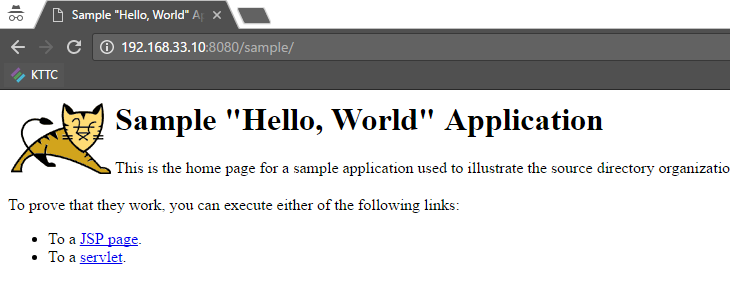 Sample "Hello, World" Ap
192.168.33.10:8080/sample/
KTTC
Sample "Hello, World" Application
This is the home page for a sample application used to illustrate the source directory organizatio
To prove that they work, you can execute either of the following links:
To a JSP page.
To a servlet.